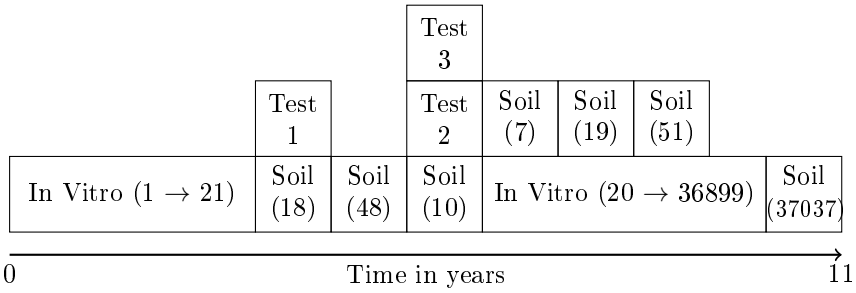 Test
3
Test
1
Test
2
Soil
(7)
Soil
(19)
Soil
(51)
In Vitro (1 → 21)
Soil
(18)
Soil
(48)
Soil
(10)
In Vitro (20 → 36899)
Soil
(37037)
0
Time in years
11